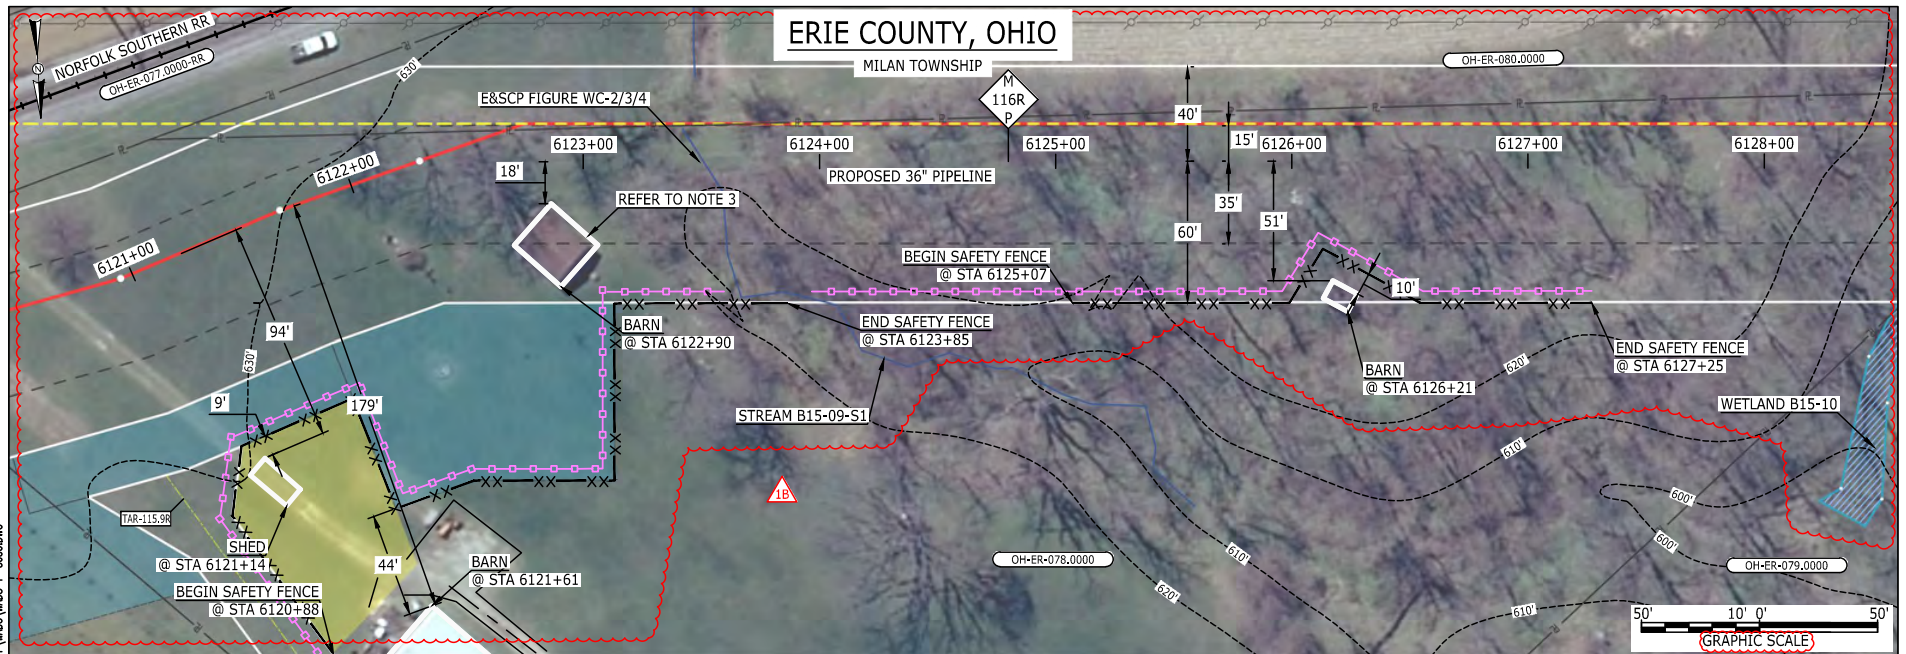 ERIE COUNTY, OHIO
MILAN TOWNSHIP
N
NORFOLK SOUTHERN RR
OH-ER-077.0000-RR
630'
E&SCP FIGURE WC-2/3/4
M
116R
P
OH-ER-080.0000
40'
15'
6121+00
6122+00
6123+00
6124+00
6125+00
6126+00
6127+00
6128+00
18'
PROPOSED 36" PIPELINE
REFER TO NOTE 3
35'
51'
60'
BEGIN SAFETY FENCE
@ STA 6125+07
10'
94'
BARN
@ STA 6122+90
END SAFETY FENCE
@ STA 6123+85
END SAFETY FENCE
@ STA 6127+25
630'
620'
BARN
@ STA 6126+21
9'
179'
STREAM B15-09-S1
WETLAND B15-10
610'
1B
600'
TAR-115.9R
SHED
@ STA 6121+14
44'
BARN
@ STA 6121+61
BEGIN SAFETY FENCE
@ STA 6120+88
OH-ER-078.0000
610'
600'
OH-ER-079.0000
620'
610'
50' 10' 0' 50'
GRAPHIC SCALE